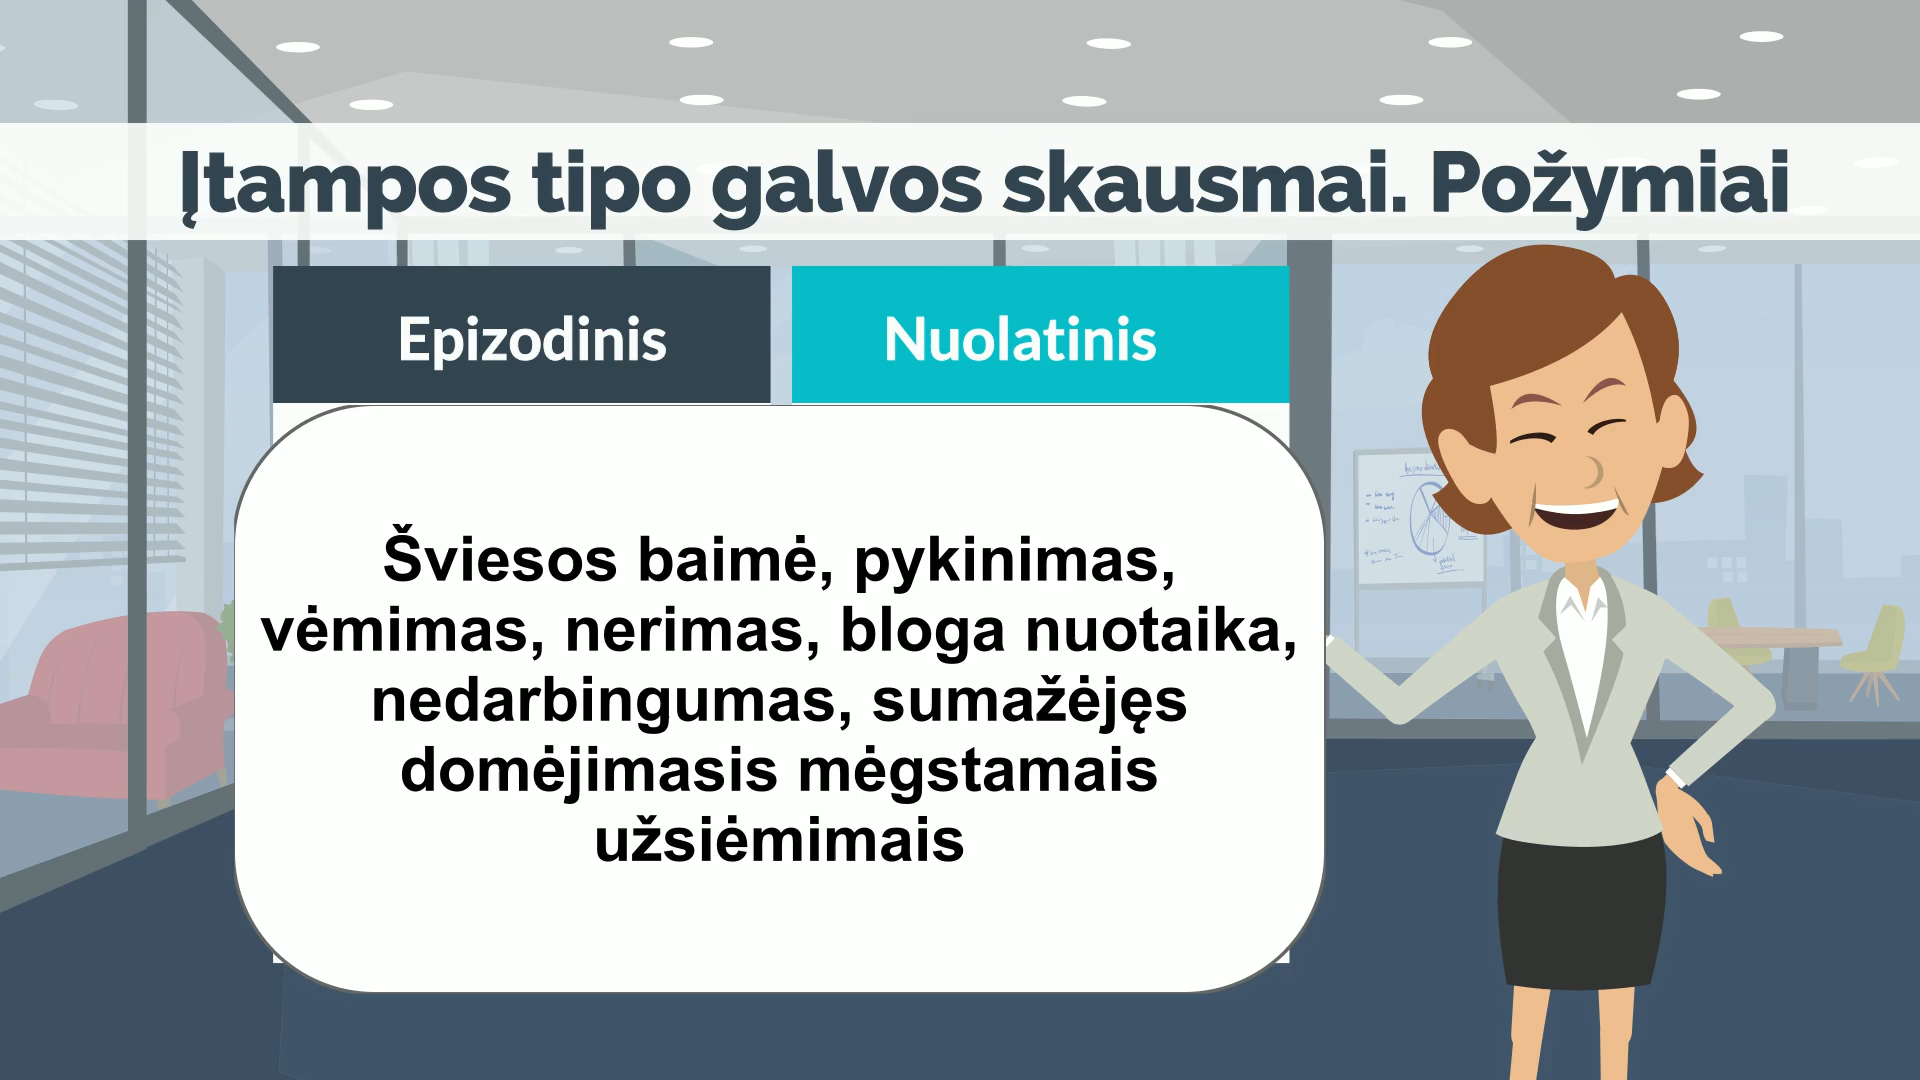 Įtampos tipo galvos skausmai. Požymiai
Epizodinis
Nuolatinis
Šviesos baimė, pykinimas,
vėmimas, nerimas, bloga nuotaika,
nedarbingumas, sumažėjęs
domėjimasis mėgstamais
užsiėmimais